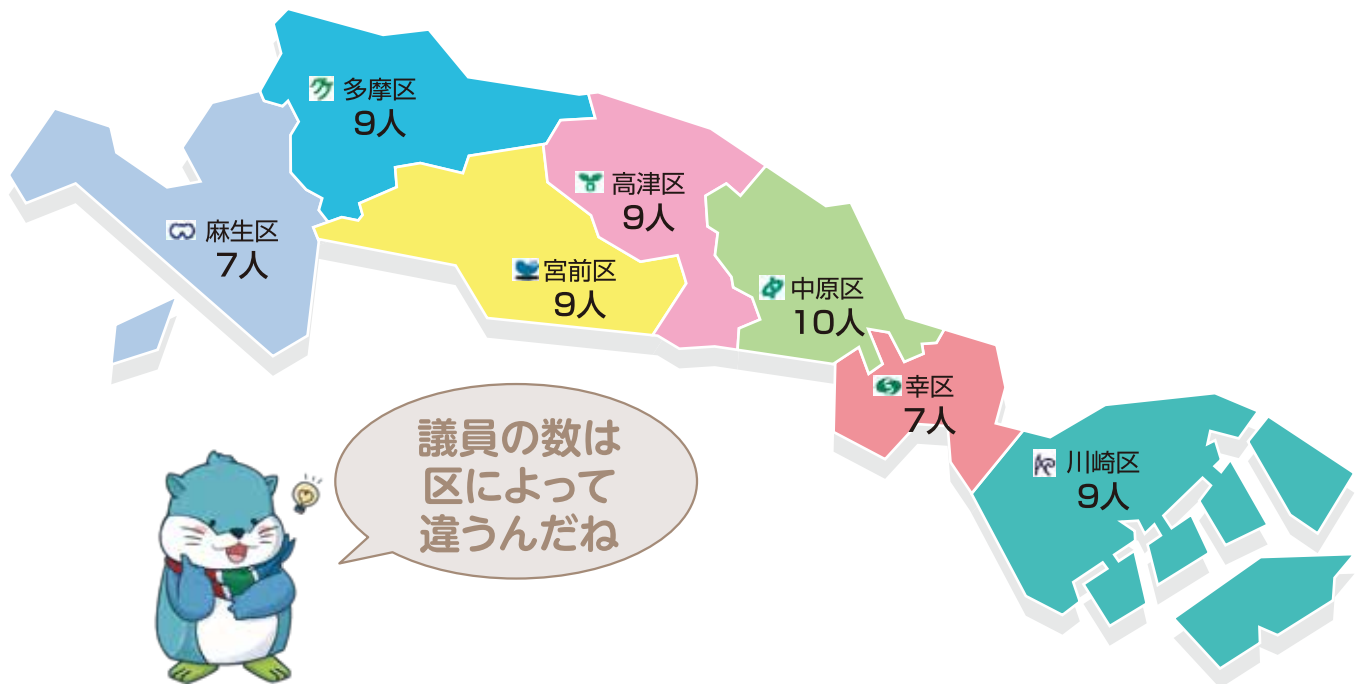 多摩区
9人
高津区
9人
麻生区
7人
宮前区
9人
中原区
10人
幸区
7人
川崎区
9人
議員の数は
区によって
違うんだね